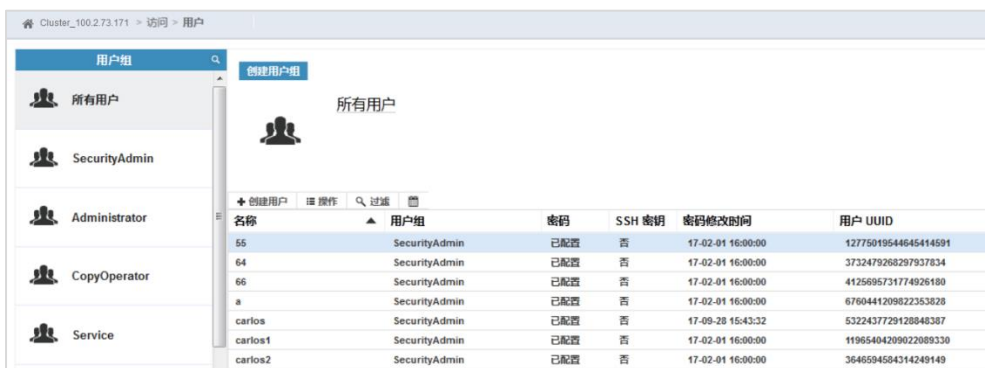 Cluster_100.2.73.171 > 访问 > 用户
用户组
所有用户
SecurityAdmin
Administrator
CopyOperator
Service
创建用户组
所有用户
创建用户 操作 过滤
名称 用户组 密码 SSH 密钥 密码修改时间 用户 UUID
55 SecurityAdmin 已配置 否 17-02-01 16:00:00 12775019544645414591
64 SecurityAdmin 已配置 否 17-02-01 16:00:00 3732479268297937834
66 SecurityAdmin 已配置 否 17-02-01 16:00:00 4125695731774926180
a SecurityAdmin 已配置 否 17-02-01 16:00:00 6760441209822353828
carlos SecurityAdmin 已配置 否 17-09-28 15:43:32 5322437729128848387
carlos1 SecurityAdmin 已配置 否 17-02-01 16:00:00 11965404209022089330
carlos2 SecurityAdmin 已配置 否 17-02-01 16:00:00 3646594584314249149